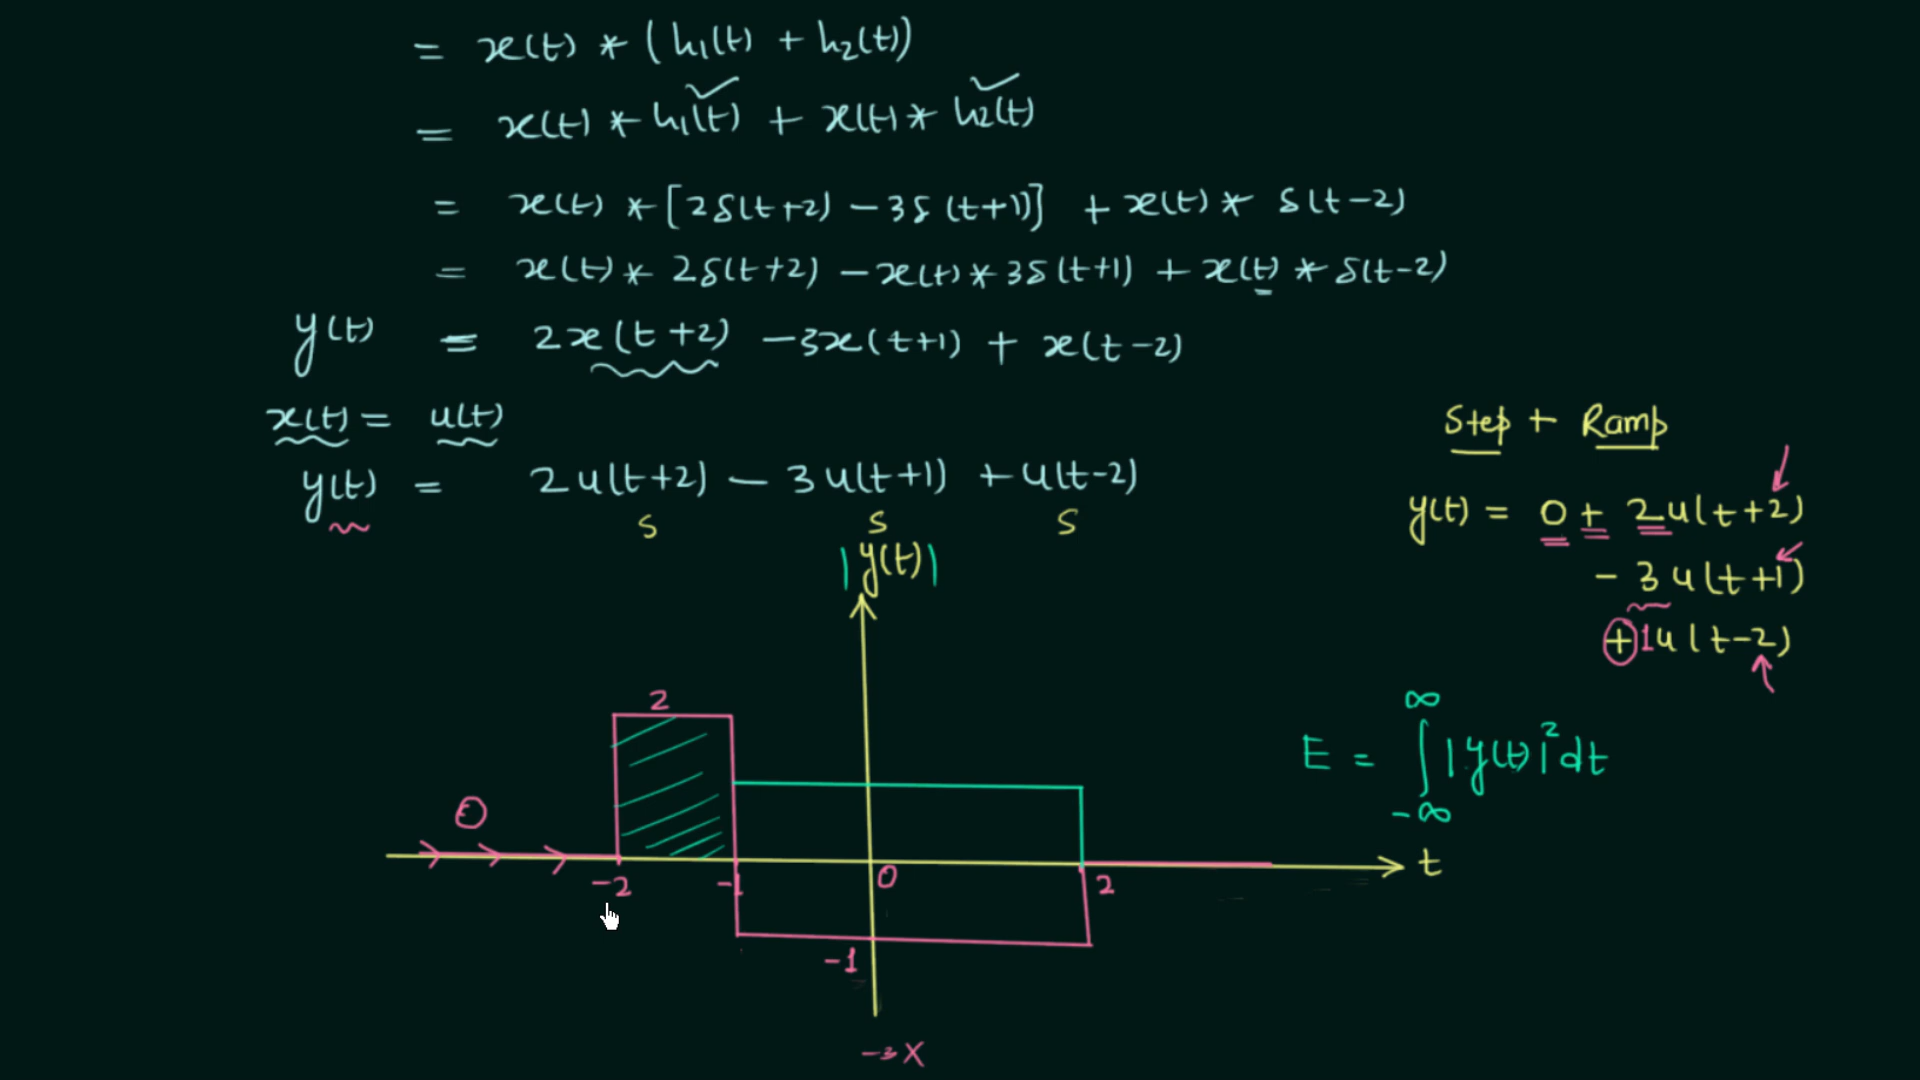 = x(t) * (h₁(t) + h₂(t))
= x(t) * h₁(t) + x(t) * h₂(t)
= x(t) * [2δ(t+2) − 3δ(t+1)] + x(t) * δ(t−2)
= x(t) * 2δ(t+2) − x(t) * 3δ(t+1) + x(t) * δ(t−2)
y(t) = 2x(t+2) − 3x(t+1) + x(t−2)
x(t) = u(t)
y(t) = 2u(t+2) − 3u(t+1) + u(t−2)
S S S
Step + Ramp
y(t) = 0 + 2u(t+2)
− 3u(t+1)
+ 1u(t−2)
|y(t)|
2
E = ∫ |y(t)|² dt
∞
−∞
0
−2 −1 0 2 t
−1